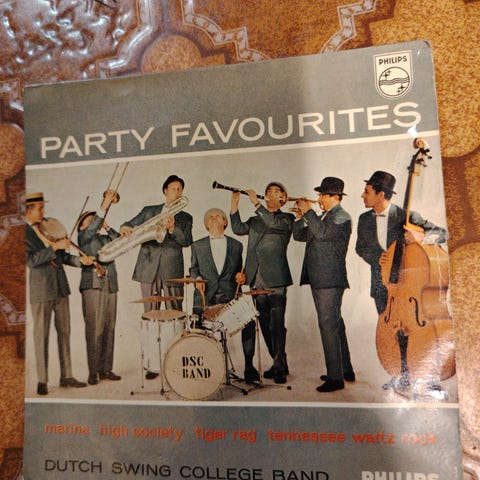 PHILIPS
PARTY FAVOURITES
DSC
BAND
marina high society tiger rag tennessee waltz rock
DUTCH SWING COLLEGE BAND PHILIPS